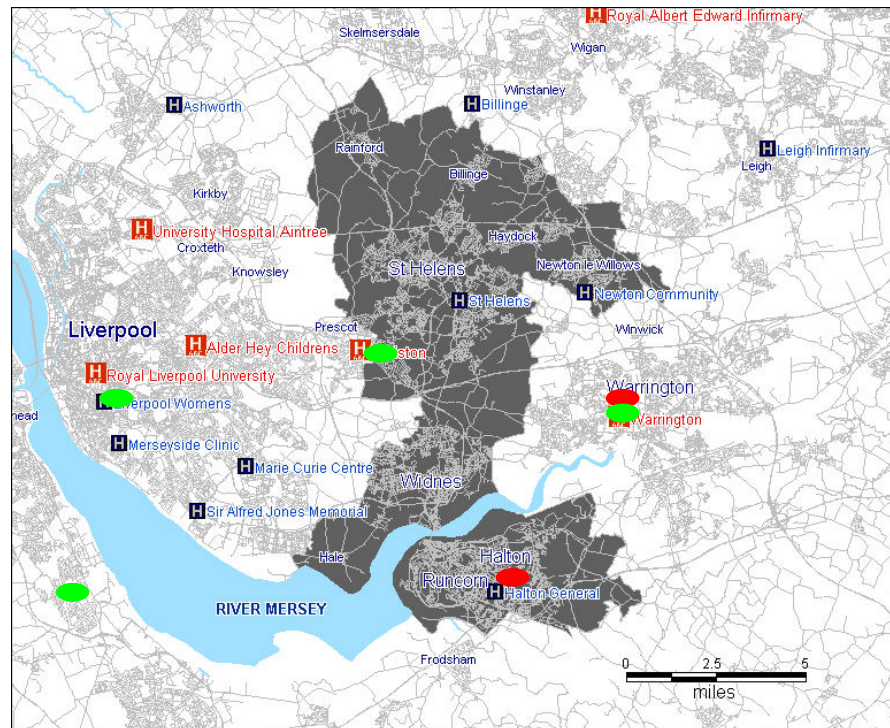 H Royal Albert Edward Infirmary
Skelmsersdale
Wigan
Winstanley
H Ashworth
H Billinge
Rainford
H Leigh Infirmary
Leigh
Billinge
Kirkby
H University Hospital Aintree
Croxteth
Haydock
Knowsley
Newton le Willows
St Helens
H Newton Community
H St Helens
Prescot
Winwick
Liverpool
H Alder Hey Childrens
H
H Royal Liverpool University
Warrington
H Liverpool Womens
head
Warrington
H Merseyside Clinic
H Marie Curie Centre
Widnes
H Sir Alfred Jones Memorial
Hale
Halton
Runcorn
H Halton General
RIVER MERSEY
Frodsham
0 2.5 5
miles